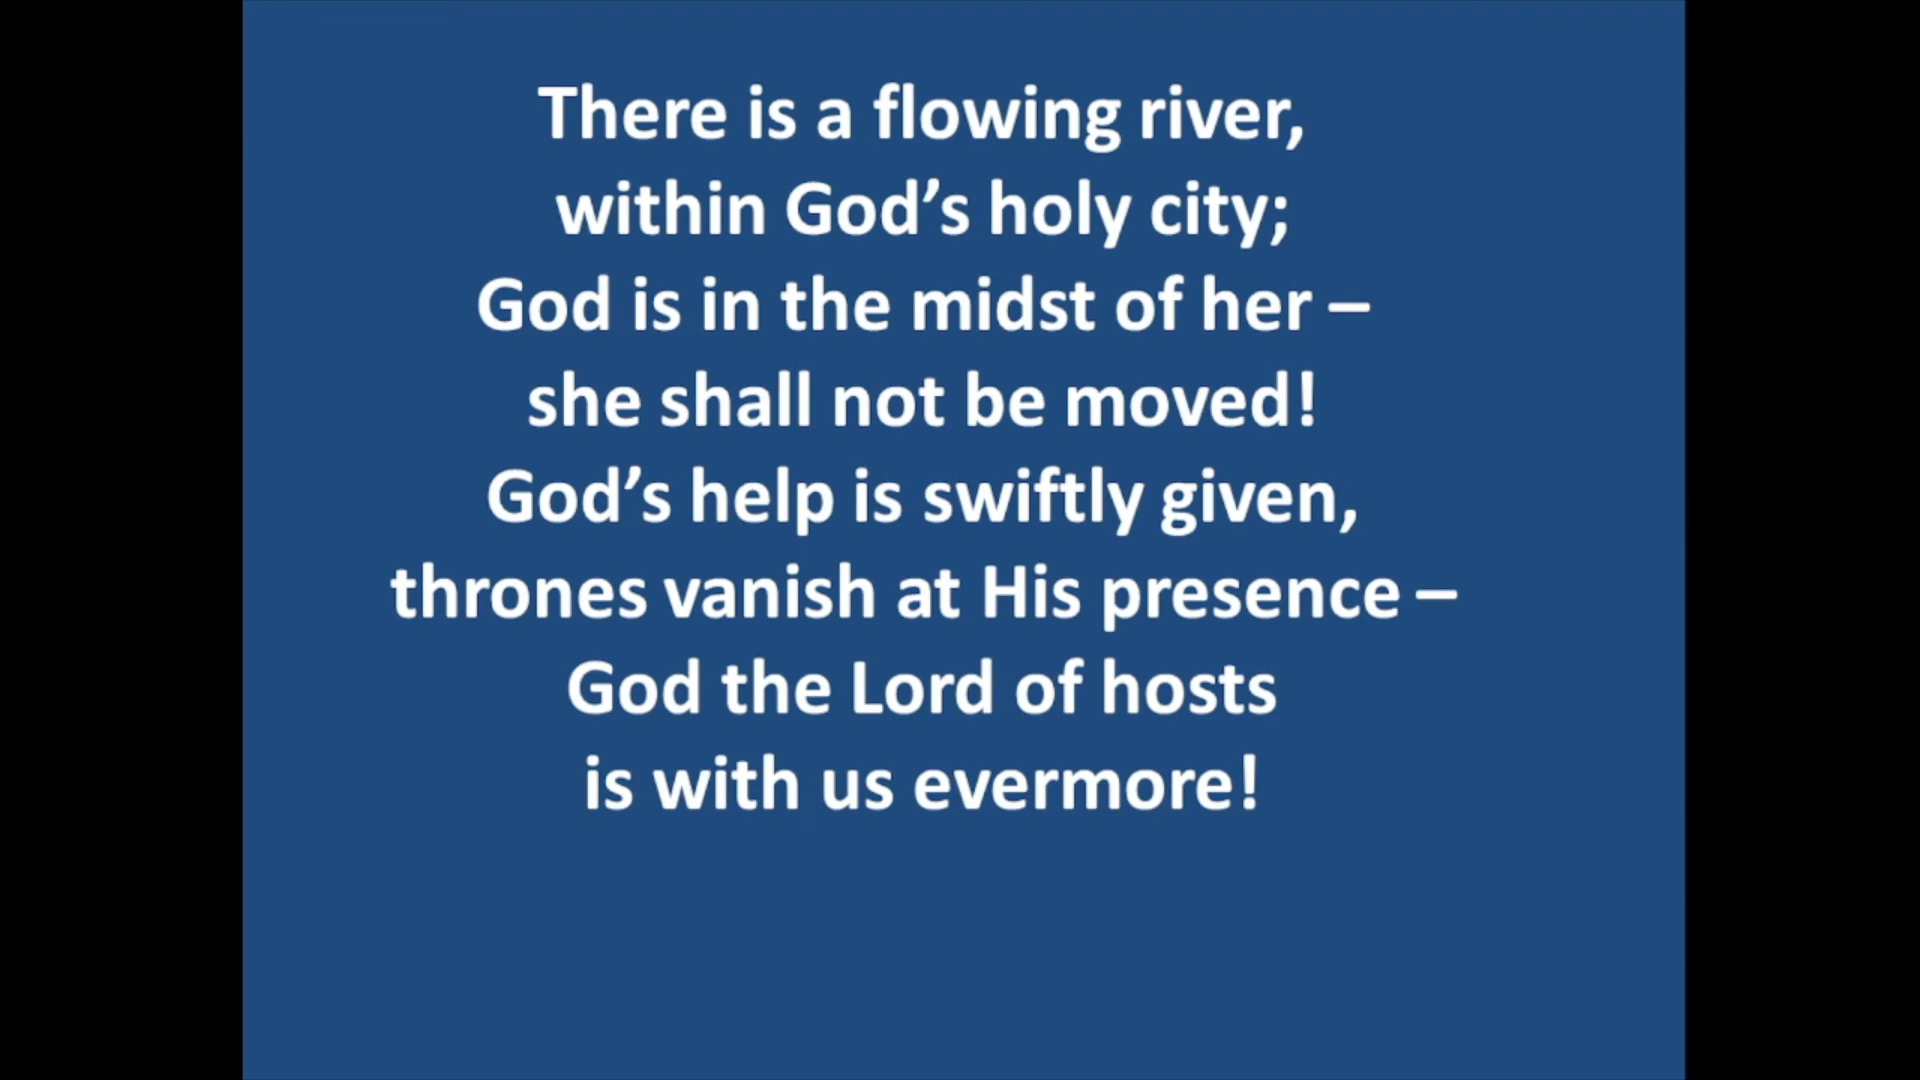 There is a flowing river,
within God’s holy city;
God is in the midst of her –
she shall not be moved!
God’s help is swiftly given,
thrones vanish at His presence –
God the Lord of hosts
is with us evermore!